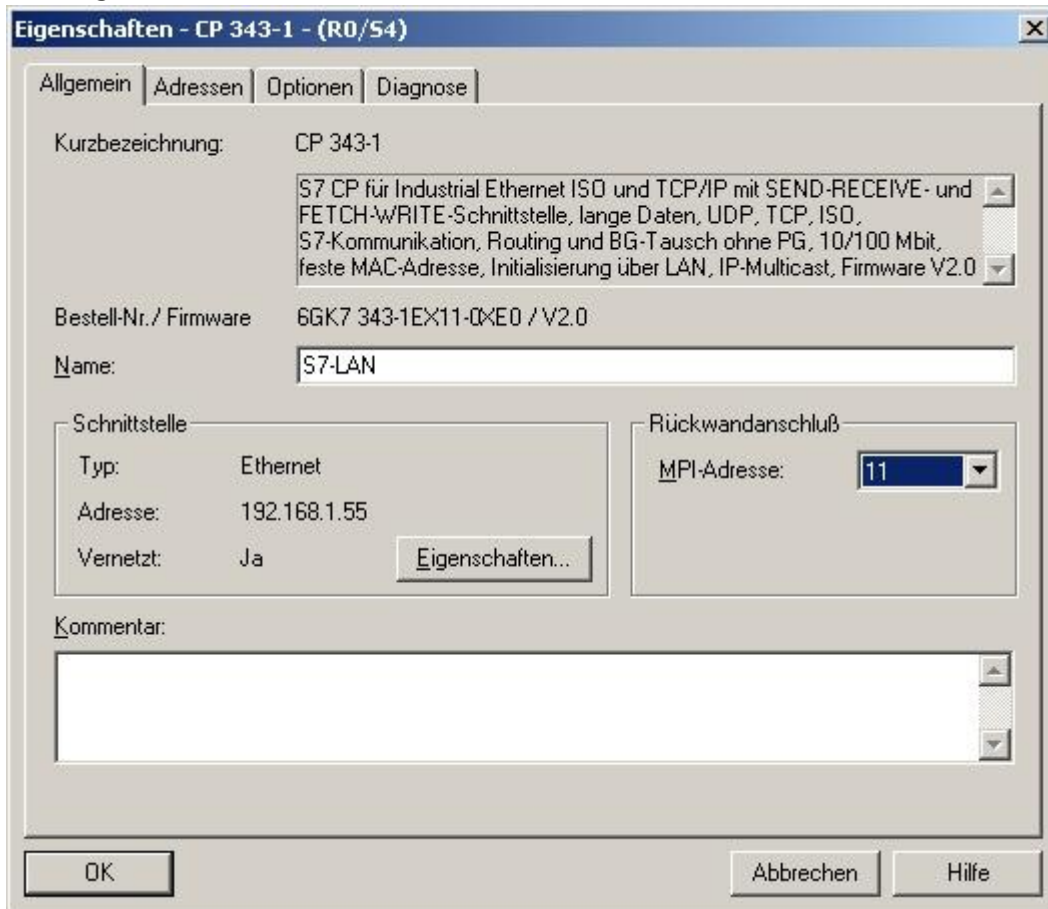 Eigenschaften - CP 343-1 - (R0/S4)
Allgemein Adressen Optionen Diagnose
Kurzbezeichnung: CP 343-1
S7 CP für Industrial Ethernet ISO und TCP/IP mit SEND-RECEIVE- und
FETCH-WRITE-Schnittstelle, lange Daten, UDP, TCP, ISO,
S7-Kommunikation, Routing und BG-Tausch ohne PG, 10/100 Mbit,
feste MAC-Adresse, Initialisierung über LAN, IP-Multicast, Firmware V2.0
Bestell-Nr./ Firmware 6GK7 343-1EX11-0XE0 / V2.0
Name: S7-LAN
Schnittstelle
Typ: Ethernet
Adresse: 192.168.1.55
Vernetzt: Ja Eigenschaften...
Rückwandanschluß
MPI-Adresse: 11
Kommentar:
OK Abbrechen Hilfe